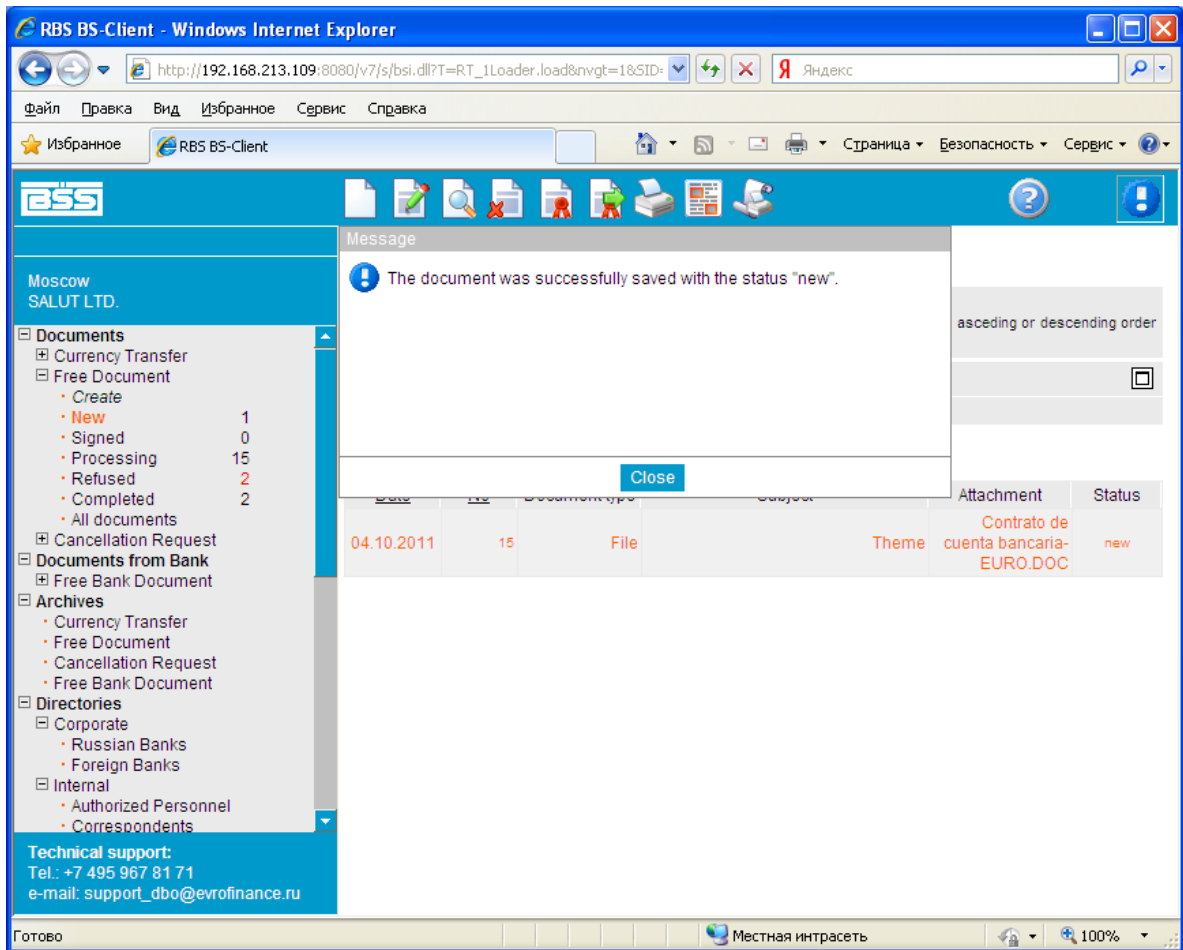 RBS BS-Client - Windows Internet Explorer
http://192.168.213.109:8080/v7/s/bsi.dll?T=RT_1Loader.load&nvgt=1&SID:
Яндекс
Файл Правка Вид Избранное Сервис Справка
Избранное RBS BS-Client Страница Безопасность Сервис
BSS
Message
The document was successfully saved with the status "new".
Close
Moscow
SALUT LTD.
Documents
Currency Transfer
Free Document
Create
New 1
Signed 0
Processing 15
Refused 2
Completed 2
All documents
Cancellation Request
Documents from Bank
Free Bank Document
Archives
Currency Transfer
Free Document
Cancellation Request
Free Bank Document
Directories
Corporate
Russian Banks
Foreign Banks
Internal
Authorized Personnel
Correspondents
Technical support:
Tel.: +7 495 967 81 71
e-mail: support_dbo@evrofinance.ru
asceding or descending order
Date No Document type Subject Attachment Status
04.10.2011 15 File Theme Contrato de
cuenta bancaria-
EURO.DOC new
Готово Местная интрасеть 100%